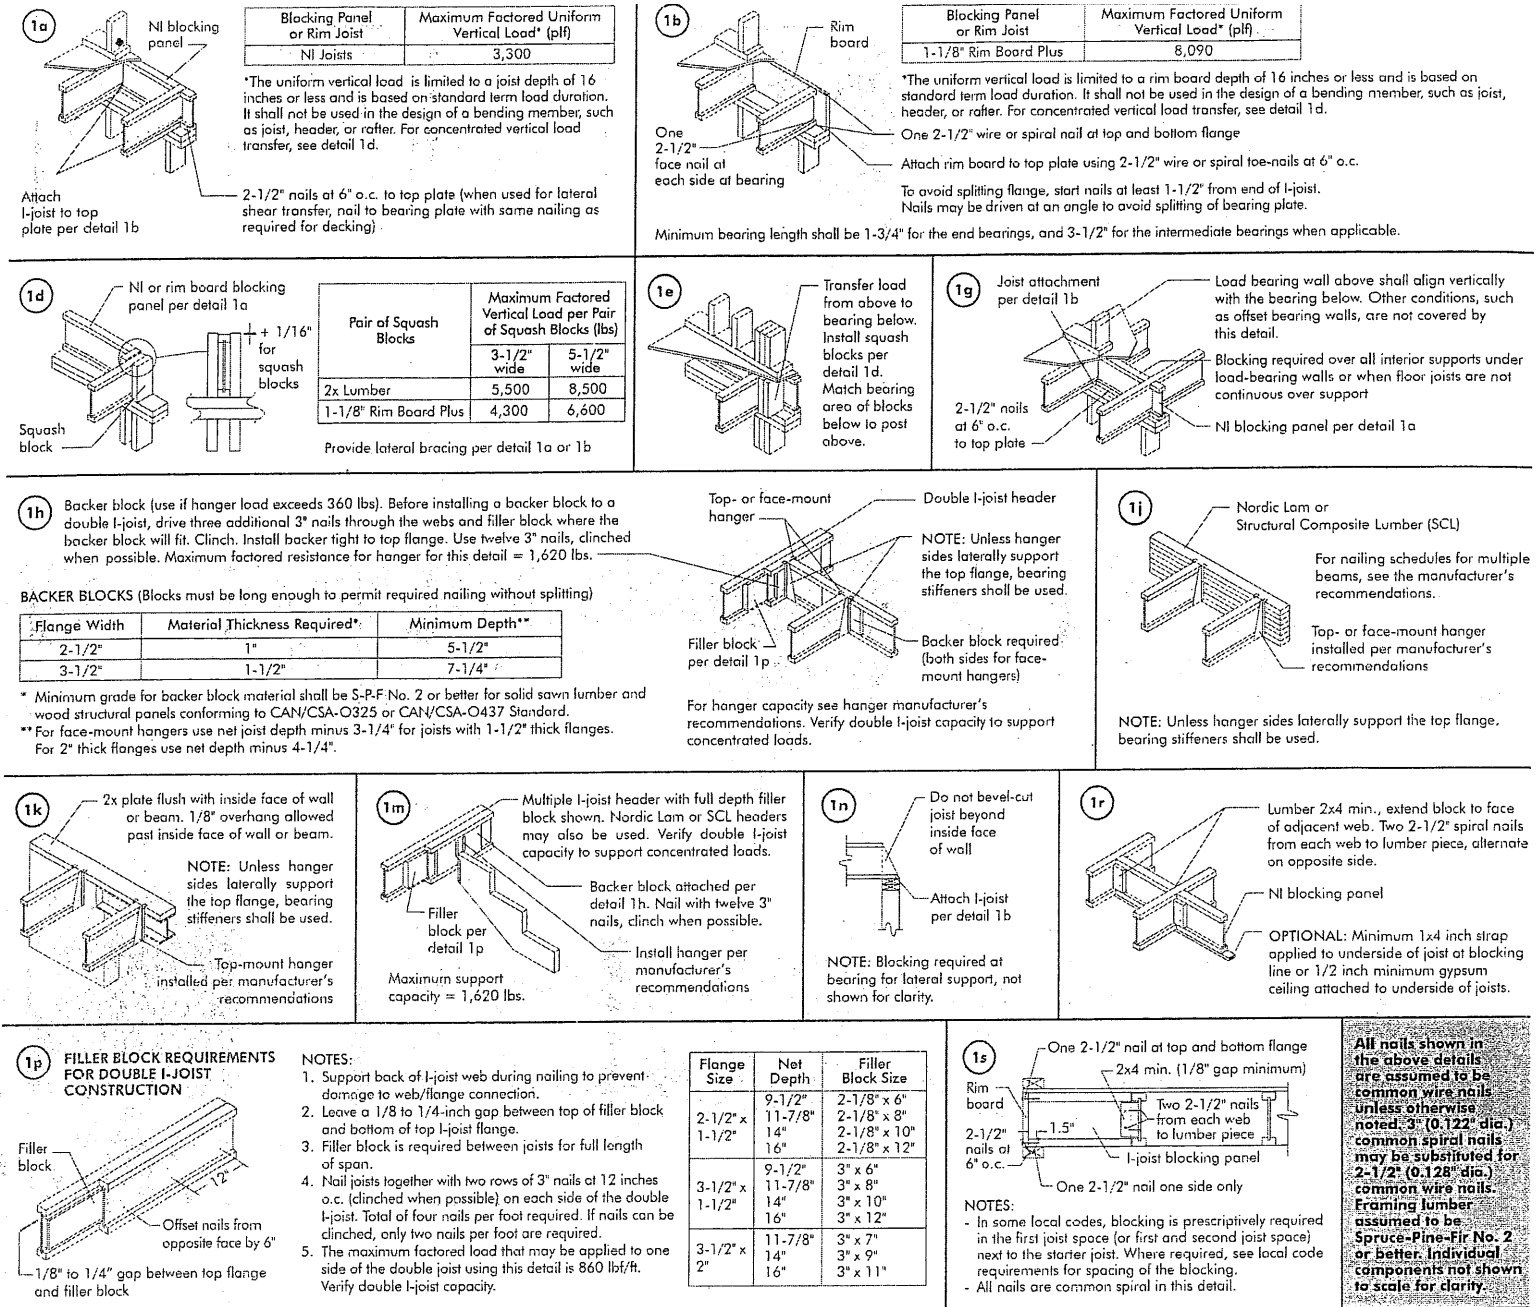 1a
NI blocking
panel
Blocking Panel
or Rim Joist
Maximum Factored Uniform
Vertical Load* (plf)
NI Joists
3,300
*The uniform vertical load is limited to a joist depth of 16
inches or less and is based on standard term load duration.
It shall not be used in the design of a bending member, such
as joist, header, or rafter. For concentrated vertical load
transfer, see detail 1d.
Attach
I-joist to top
plate per detail 1b
2-1/2" nails at 6" o.c. to top plate (when used for lateral
shear transfer, nail to bearing plate with same nailing as
required for decking)
1b
Rim
board
Blocking Panel
or Rim Joist
Maximum Factored Uniform
Vertical Load* (plf)
1-1/8" Rim Board Plus
8,090
*The uniform vertical load is limited to a rim board depth of 16 inches or less and is based on
standard term load duration. It shall not be used in the design of a bending member, such as joist,
header, or rafter. For concentrated vertical load transfer, see detail 1d.
One
2-1/2"
face nail at
each side at bearing
One 2-1/2" wire or spiral nail at top and bottom flange
Attach rim board to top plate using 2-1/2" wire or spiral toe-nails at 6" o.c.
To avoid splitting flange, start nails at least 1-1/2" from end of I-joist.
Nails may be driven at an angle to avoid splitting of bearing plate.
Minimum bearing length shall be 1-3/4" for the end bearings, and 3-1/2" for the intermediate bearings when applicable.
1d
NI or rim board blocking
panel per detail 1a
+ 1/16"
for
squash
blocks
Squash
block
Pair of Squash
Blocks
Maximum Factored
Vertical Load per Pair
of Squash Blocks (lbs)
3-1/2"
wide
5-1/2"
wide
2x Lumber
5,500
8,500
1-1/8" Rim Board Plus
4,300
6,600
Provide lateral bracing per detail 1a or 1b
1e
Transfer load
from above to
bearing below.
Install squash
blocks per
detail 1d.
Match bearing
area of blocks
below to post
above.
1g
Joist attachment
per detail 1b
Load bearing wall above shall align vertically
with the bearing below. Other conditions, such
as offset bearing walls, are not covered by
this detail.
Blocking required over all interior supports under
load-bearing walls or when floor joists are not
continuous over support
2-1/2" nails
at 6" o.c.
to top plate
NI blocking panel per detail 1a
1h
Backer block (use if hanger load exceeds 360 lbs). Before installing a backer block to a
double I-joist, drive three additional 3" nails through the webs and filler block where the
backer block will fit. Clinch. Install backer tight to top flange. Use twelve 3" nails, clinched
when possible. Maximum factored resistance for hanger for this detail = 1,620 lbs.
BACKER BLOCKS (Blocks must be long enough to permit required nailing without splitting)
Flange Width
Material Thickness Required*
Minimum Depth**
2-1/2"
1"
5-1/2"
3-1/2"
1-1/2"
7-1/4"
* Minimum grade for backer block material shall be S-P-F No. 2 or better for solid sawn lumber and
wood structural panels conforming to CAN/CSA-O325 or CAN/CSA-O437 Standard.
** For face-mount hangers use net joist depth minus 3-1/4" for joists with 1-1/2" thick flanges.
For 2" thick flanges use net depth minus 4-1/4".
Top- or face-mount
hanger
Double I-joist header
NOTE: Unless hanger
sides laterally support
the top flange, bearing
stiffeners shall be used.
Filler block
per detail 1p
Backer block required
(both sides for face-
mount hangers)
For hanger capacity see hanger manufacturer's
recommendations. Verify double I-joist capacity to support
concentrated loads.
1j
Nordic Lam or
Structural Composite Lumber (SCL)
For nailing schedules for multiple
beams, see the manufacturer's
recommendations.
Top- or face-mount hanger
installed per manufacturer's
recommendations
NOTE: Unless hanger sides laterally support the top flange,
bearing stiffeners shall be used.
1k
2x plate flush with inside face of wall
or beam. 1/8" overhang allowed
past inside face of wall or beam.
NOTE: Unless hanger
sides laterally support
the top flange, bearing
stiffeners shall be used.
Top-mount hanger
installed per manufacturer's
recommendations
1m
Multiple I-joist header with full depth filler
block shown. Nordic Lam or SCL headers
may also be used. Verify double I-joist
capacity to support concentrated loads.
Backer block attached per
detail 1h. Nail with twelve 3"
nails, clinch when possible.
Filler
block per
detail 1p
Install hanger per
manufacturer's
recommendations
Maximum support
capacity = 1,620 lbs.
1n
Do not bevel-cut
joist beyond
inside face
of wall
Attach I-joist
per detail 1b
NOTE: Blocking required at
bearing for lateral support, not
shown for clarity.
1r
Lumber 2x4 min., extend block to face
of adjacent web. Two 2-1/2" spiral nails
from each web to lumber piece, alternate
on opposite side.
NI blocking panel
OPTIONAL: Minimum 1x4 inch strap
applied to underside of joist at blocking
line or 1/2 inch minimum gypsum
ceiling attached to underside of joists.
1p
FILLER BLOCK REQUIREMENTS
FOR DOUBLE I-JOIST
CONSTRUCTION
Filler
block
12"
Offset nails from
opposite face by 6"
1/8" to 1/4" gap between top flange
and filler block
NOTES:
1. Support back of I-joist web during nailing to prevent
damage to web/flange connection.
2. Leave a 1/8 to 1/4-inch gap between top of filler block
and bottom of top I-joist flange.
3. Filler block is required between joists for full length
of span.
4. Nail joists together with two rows of 3" nails at 12 inches
o.c. (clinched when possible) on each side of the double
I-joist. Total of four nails per foot required. If nails can be
clinched, only two nails per foot are required.
5. The maximum factored load that may be applied to one
side of the double joist using this detail is 860 lbf/ft.
Verify double I-joist capacity.
Flange
Size
Net
Depth
Filler
Block Size
2-1/2" x
1-1/2"
9-1/2"
2-1/8" x 6"
11-7/8"
2-1/8" x 8"
14"
2-1/8" x 10"
16"
2-1/8" x 12"
3-1/2" x
1-1/2"
9-1/2"
3" x 6"
11-7/8"
3" x 8"
14"
3" x 10"
16"
3" x 12"
3-1/2" x
2"
11-7/8"
3" x 7"
14"
3" x 9"
16"
3" x 11"
1s
One 2-1/2" nail at top and bottom flange
2x4 min. (1/8" gap minimum)
Rim
board
Two 2-1/2" nails
from each web
to lumber piece
1.5"
2-1/2"
nails at
6" o.c.
I-joist blocking panel
One 2-1/2" nail one side only
NOTES:
- In some local codes, blocking is prescriptively required
in the first joist space (or first and second joist space)
next to the starter joist. Where required, see local code
requirements for spacing of the blocking.
- All nails are common spiral in this detail.
All nails shown in
the above details
are assumed to be
common wire nails
unless otherwise
noted. 3" (0.122" dia.)
common spiral nails
may be substituted for
2-1/2" (0.128" dia.)
common wire nails.
Framing lumber
assumed to be
Spruce-Pine-Fir No. 2
or better. Individual
components not shown
to scale for clarity.